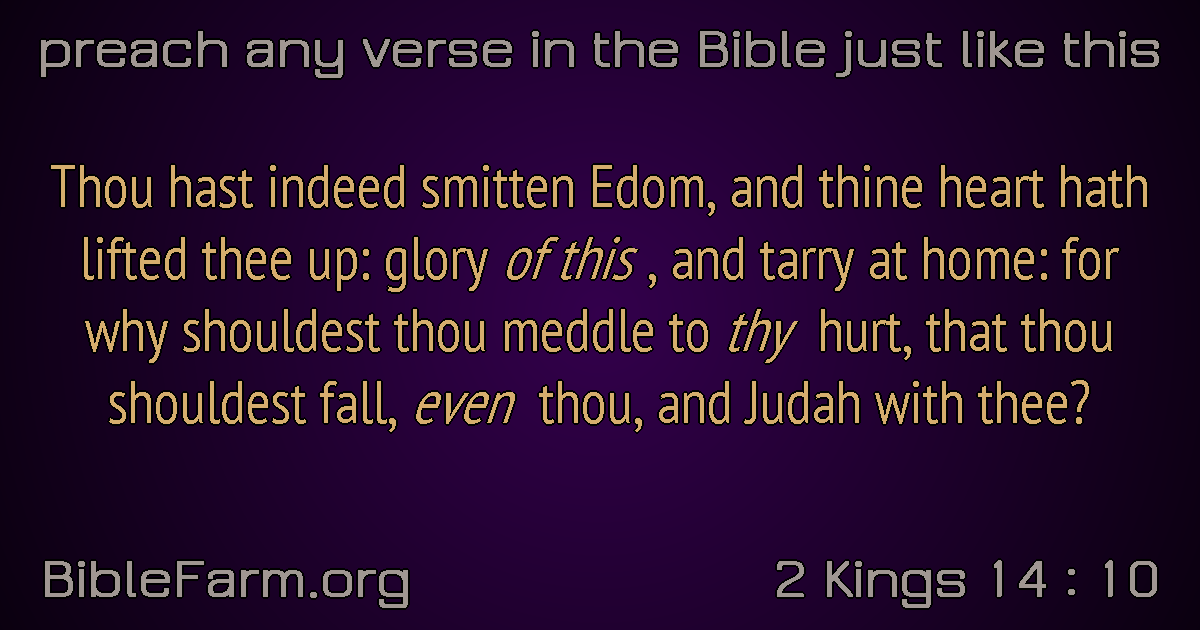 preach any verse in the Bible just like this
Thou hast indeed smitten Edom, and thine heart hath
lifted thee up: glory of this , and tarry at home: for
why shouldest thou meddle to thy hurt, that thou
shouldest fall, even thou, and Judah with thee?
BibleFarm.org
2 Kings 14 : 10